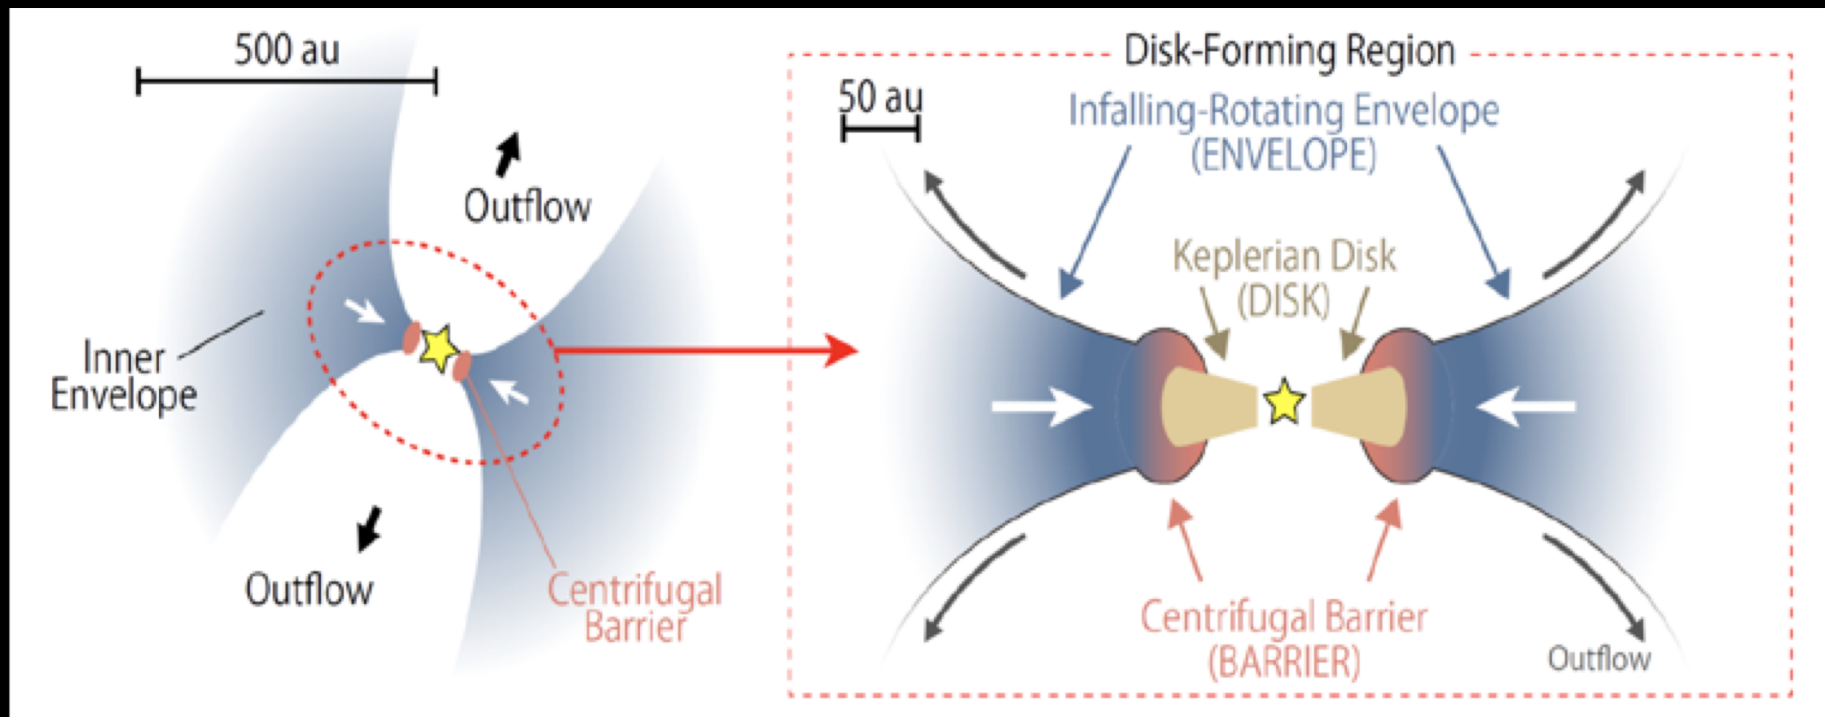 500 au
Outflow
Inner
Envelope
Outflow
Centrifugal
Barrier
Disk-Forming Region
50 au
Infalling-Rotating Envelope
(ENVELOPE)
Keplerian Disk
(DISK)
Centrifugal Barrier
(BARRIER)
Outflow